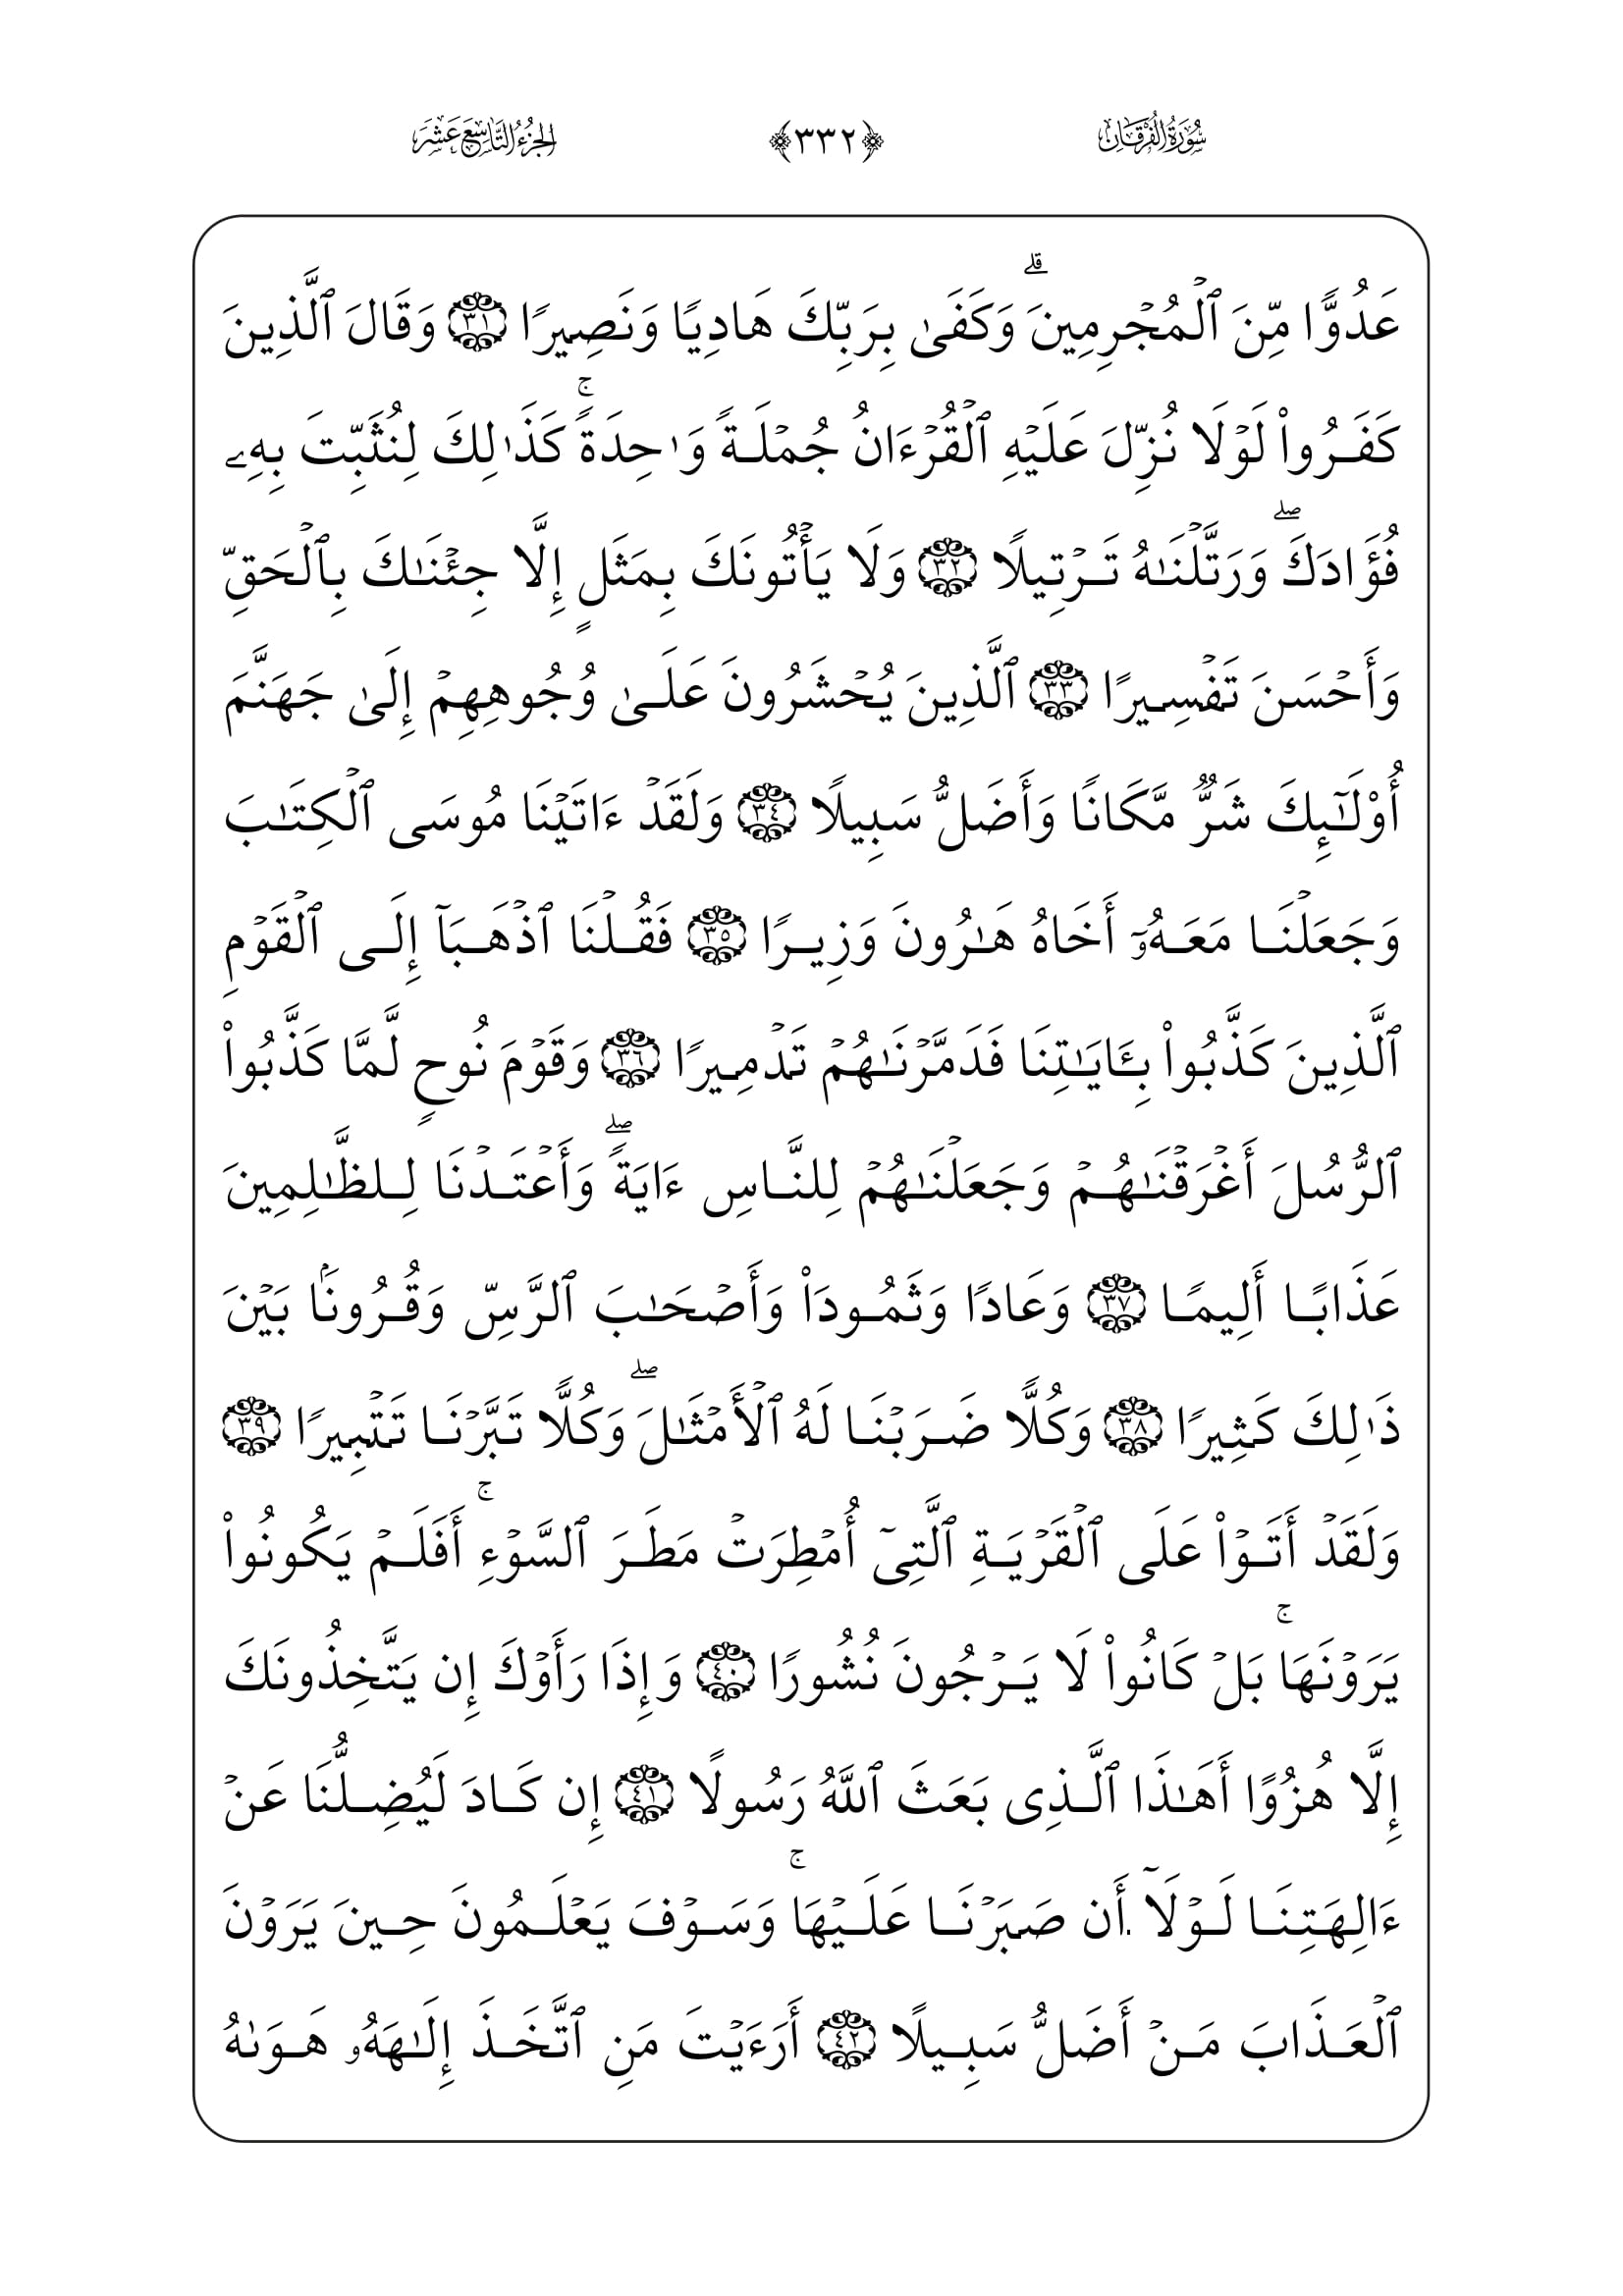 سُورَةُ الْفُرْقَانِ ﴿٣٣٢﴾ الجُزْءُ التَّاسِعَ عَشَرَ
عَدُوًّا مِّنَ ٱلْمُجْرِمِينَۗ وَكَفَىٰ بِرَبِّكَ هَادِيًا وَنَصِيرًا ٣١ وَقَالَ ٱلَّذِينَ
كَفَرُوا۟ لَوْلَا نُزِّلَ عَلَيْهِ ٱلْقُرْءَانُ جُمْلَةً وَٰحِدَةًۚ كَذَٰلِكَ لِنُثَبِّتَ بِهِۦ
فُؤَادَكَۖ وَرَتَّلْنَٰهُ تَرْتِيلًا ٣٢ وَلَا يَأْتُونَكَ بِمَثَلٍ إِلَّا جِئْنَٰكَ بِٱلْحَقِّ
وَأَحْسَنَ تَفْسِيرًا ٣٣ ٱلَّذِينَ يُحْشَرُونَ عَلَىٰ وُجُوهِهِمْ إِلَىٰ جَهَنَّمَ
أُو۟لَٰٓئِكَ شَرٌّ مَّكَانًا وَأَضَلُّ سَبِيلًا ٣٤ وَلَقَدْ ءَاتَيْنَا مُوسَى ٱلْكِتَٰبَ
وَجَعَلْنَا مَعَهُۥٓ أَخَاهُ هَٰرُونَ وَزِيرًا ٣٥ فَقُلْنَا ٱذْهَبَآ إِلَى ٱلْقَوْمِ
ٱلَّذِينَ كَذَّبُوا۟ بِـَٔايَٰتِنَا فَدَمَّرْنَٰهُمْ تَدْمِيرًا ٣٦ وَقَوْمَ نُوحٍ لَّمَّا كَذَّبُوا۟
ٱلرُّسُلَ أَغْرَقْنَٰهُمْ وَجَعَلْنَٰهُمْ لِلنَّاسِ ءَايَةًۖ وَأَعْتَدْنَا لِلظَّٰلِمِينَ
عَذَابًا أَلِيمًا ٣٧ وَعَادًا وَثَمُودَا۟ وَأَصْحَٰبَ ٱلرَّسِّ وَقُرُونَۢا بَيْنَ
ذَٰلِكَ كَثِيرًا ٣٨ وَكُلًّا ضَرَبْنَا لَهُ ٱلْأَمْثَٰلَۖ وَكُلًّا تَبَّرْنَا تَتْبِيرًا ٣٩
وَلَقَدْ أَتَوْا۟ عَلَى ٱلْقَرْيَةِ ٱلَّتِىٓ أُمْطِرَتْ مَطَرَ ٱلسَّوْءِۚ أَفَلَمْ يَكُونُوا۟
يَرَوْنَهَاۚ بَلْ كَانُوا۟ لَا يَرْجُونَ نُشُورًا ٤٠ وَإِذَا رَأَوْكَ إِن يَتَّخِذُونَكَ
إِلَّا هُزُوًا أَهَٰذَا ٱلَّذِى بَعَثَ ٱللَّهُ رَسُولًا ٤١ إِن كَادَ لَيُضِلُّنَا عَنْ
ءَالِهَتِنَا لَوْلَآ أَن صَبَرْنَا عَلَيْهَاۚ وَسَوْفَ يَعْلَمُونَ حِينَ يَرَوْنَ
ٱلْعَذَابَ مَنْ أَضَلُّ سَبِيلًا ٤٢ أَرَءَيْتَ مَنِ ٱتَّخَذَ إِلَٰهَهُۥ هَوَىٰهُ